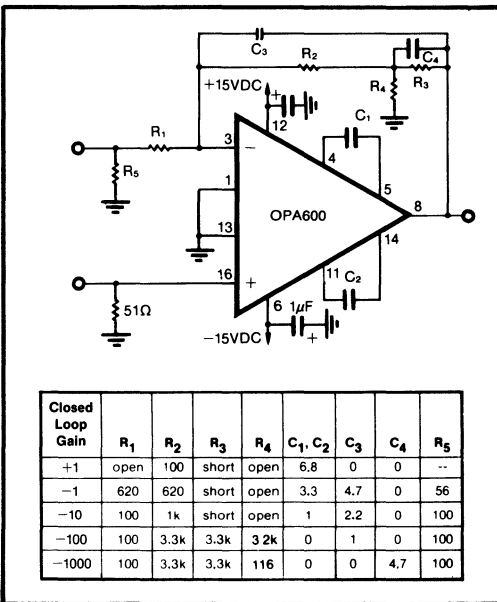 C3
R2
C4
R4
R3
+15VDC
+
12
C1
R1
3
−
4
R5
1
5
OPA600
8
13
14
16
+
11
C2
51Ω
6
1μF
−15VDC
+
Closed Loop Gain R1 R2 R3 R4 C1, C2 C3 C4 R5
+1 open 100 short open 6.8 0 0 --
−1 620 620 short open 3.3 4.7 0 56
−10 100 1k short open 1 2.2 0 100
−100 100 3.3k 3.3k 3 2k 0 1 0 100
−1000 100 3.3k 3.3k 116 0 0 4.7 100